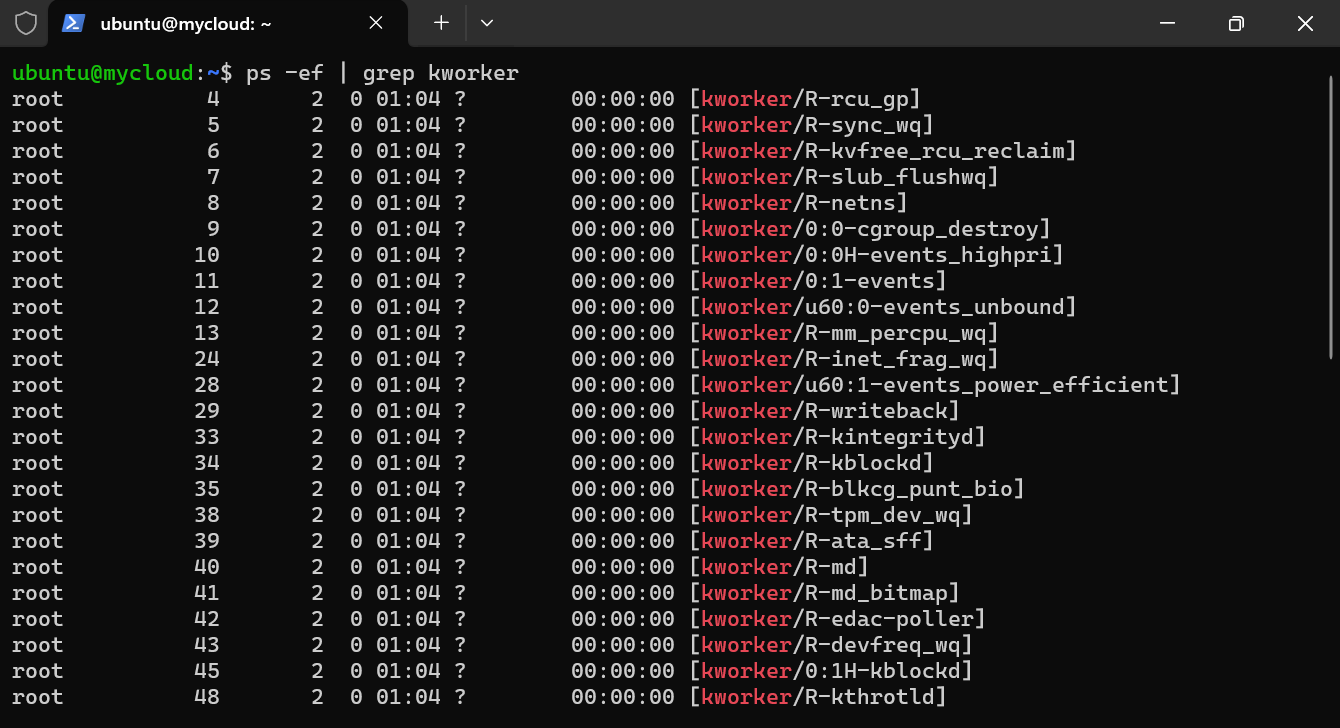 ubuntu@mycloud: ~
ubuntu@mycloud:~$ ps -ef | grep kworker
root           4       2  0 01:04 ?        00:00:00 [kworker/R-rcu_gp]
root           5       2  0 01:04 ?        00:00:00 [kworker/R-sync_wq]
root           6       2  0 01:04 ?        00:00:00 [kworker/R-kvfree_rcu_reclaim]
root           7       2  0 01:04 ?        00:00:00 [kworker/R-slub_flushwq]
root           8       2  0 01:04 ?        00:00:00 [kworker/R-netns]
root           9       2  0 01:04 ?        00:00:00 [kworker/0:0-cgroup_destroy]
root          10       2  0 01:04 ?        00:00:00 [kworker/0:0H-events_highpri]
root          11       2  0 01:04 ?        00:00:00 [kworker/0:1-events]
root          12       2  0 01:04 ?        00:00:00 [kworker/u60:0-events_unbound]
root          13       2  0 01:04 ?        00:00:00 [kworker/R-mm_percpu_wq]
root          24       2  0 01:04 ?        00:00:00 [kworker/R-inet_frag_wq]
root          28       2  0 01:04 ?        00:00:00 [kworker/u60:1-events_power_efficient]
root          29       2  0 01:04 ?        00:00:00 [kworker/R-writeback]
root          33       2  0 01:04 ?        00:00:00 [kworker/R-kintegrityd]
root          34       2  0 01:04 ?        00:00:00 [kworker/R-kblockd]
root          35       2  0 01:04 ?        00:00:00 [kworker/R-blkcg_punt_bio]
root          38       2  0 01:04 ?        00:00:00 [kworker/R-tpm_dev_wq]
root          39       2  0 01:04 ?        00:00:00 [kworker/R-ata_sff]
root          40       2  0 01:04 ?        00:00:00 [kworker/R-md]
root          41       2  0 01:04 ?        00:00:00 [kworker/R-md_bitmap]
root          42       2  0 01:04 ?        00:00:00 [kworker/R-edac-poller]
root          43       2  0 01:04 ?        00:00:00 [kworker/R-devfreq_wq]
root          45       2  0 01:04 ?        00:00:00 [kworker/0:1H-kblockd]
root          48       2  0 01:04 ?        00:00:00 [kworker/R-kthrotld]